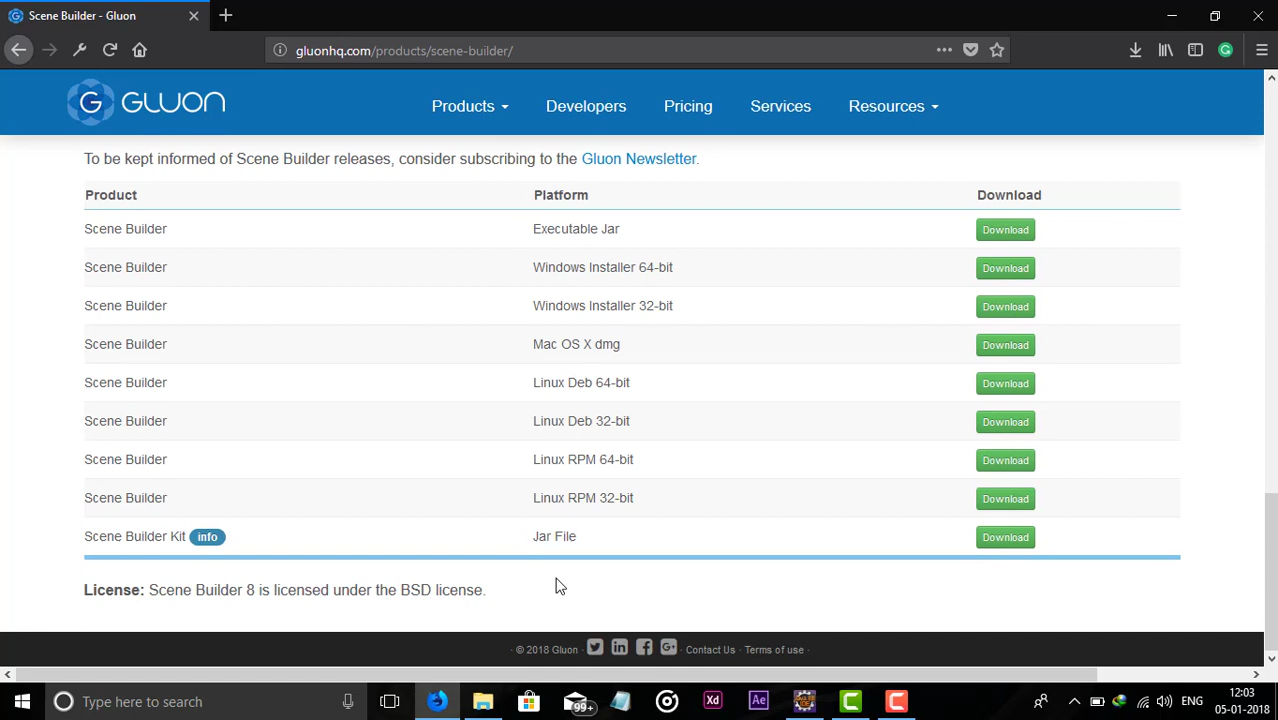 Scene Builder - Gluon
gluonhq.com/products/scene-builder/
GLUON
Products
Developers
Pricing
Services
Resources
To be kept informed of Scene Builder releases, consider subscribing to the Gluon Newsletter.
Product Platform Download
Scene Builder Executable Jar Download
Scene Builder Windows Installer 64-bit Download
Scene Builder Windows Installer 32-bit Download
Scene Builder Mac OS X dmg Download
Scene Builder Linux Deb 64-bit Download
Scene Builder Linux Deb 32-bit Download
Scene Builder Linux RPM 64-bit Download
Scene Builder Linux RPM 32-bit Download
Scene Builder Kit info Jar File Download
License: Scene Builder 8 is licensed under the BSD license.
· © 2018 Gluon · Contact Us · Terms of use ·
Type here to search
99+
Xd
Ae
ENG
12:03
05-01-2018